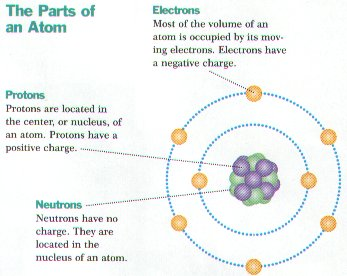 The Parts of
an Atom
Electrons
Most of the volume of an
atom is occupied by its mov-
ing electrons. Electrons have
a negative charge.
Protons
Protons are located in
the center, or nucleus, of
an atom. Protons have a
positive charge.
Neutrons
Neutrons have no
charge. They are
located in the
nucleus of an atom.